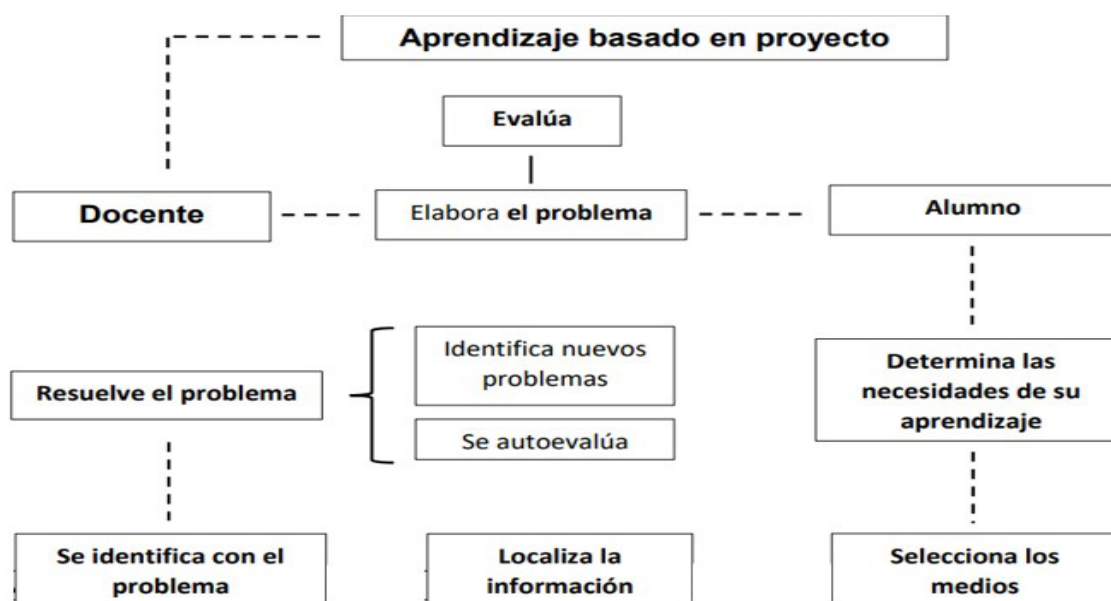 Aprendizaje basado en proyecto
Evalúa
Docente
Elabora el problema
Alumno
Resuelve el problema
Identifica nuevos
problemas
Se autoevalúa
Determina las
necesidades de su
aprendizaje
Se identifica con el
problema
Localiza la
información
Selecciona los
medios